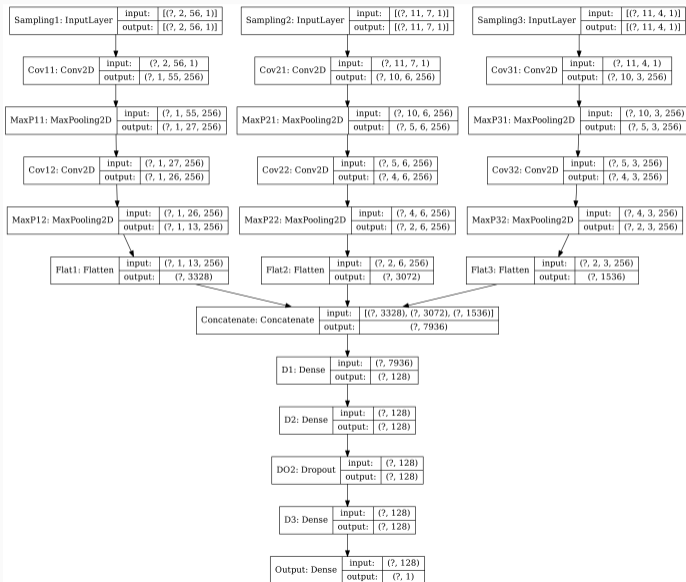 Sampling1: InputLayer input: [(?, 2, 56, 1)]
output: [(?, 2, 56, 1)]
Sampling2: InputLayer input: [(?, 11, 7, 1)]
output: [(?, 11, 7, 1)]
Sampling3: InputLayer input: [(?, 11, 4, 1)]
output: [(?, 11, 4, 1)]
Cov11: Conv2D input: (?, 2, 56, 1)
output: (?, 1, 55, 256)
Cov21: Conv2D input: (?, 11, 7, 1)
output: (?, 10, 6, 256)
Cov31: Conv2D input: (?, 11, 4, 1)
output: (?, 10, 3, 256)
MaxP11: MaxPooling2D input: (?, 1, 55, 256)
output: (?, 1, 27, 256)
MaxP21: MaxPooling2D input: (?, 10, 6, 256)
output: (?, 5, 6, 256)
MaxP31: MaxPooling2D input: (?, 10, 3, 256)
output: (?, 5, 3, 256)
Cov12: Conv2D input: (?, 1, 27, 256)
output: (?, 1, 26, 256)
Cov22: Conv2D input: (?, 5, 6, 256)
output: (?, 4, 6, 256)
Cov32: Conv2D input: (?, 5, 3, 256)
output: (?, 4, 3, 256)
MaxP12: MaxPooling2D input: (?, 1, 26, 256)
output: (?, 1, 13, 256)
MaxP22: MaxPooling2D input: (?, 4, 6, 256)
output: (?, 2, 6, 256)
MaxP32: MaxPooling2D input: (?, 4, 3, 256)
output: (?, 2, 3, 256)
Flat1: Flatten input: (?, 1, 13, 256)
output: (?, 3328)
Flat2: Flatten input: (?, 2, 6, 256)
output: (?, 3072)
Flat3: Flatten input: (?, 2, 3, 256)
output: (?, 1536)
Concatenate: Concatenate input: [(?, 3328), (?, 3072), (?, 1536)]
output: (?, 7936)
D1: Dense input: (?, 7936)
output: (?, 128)
D2: Dense input: (?, 128)
output: (?, 128)
DO2: Dropout input: (?, 128)
output: (?, 128)
D3: Dense input: (?, 128)
output: (?, 128)
Output: Dense input: (?, 128)
output: (?, 1)